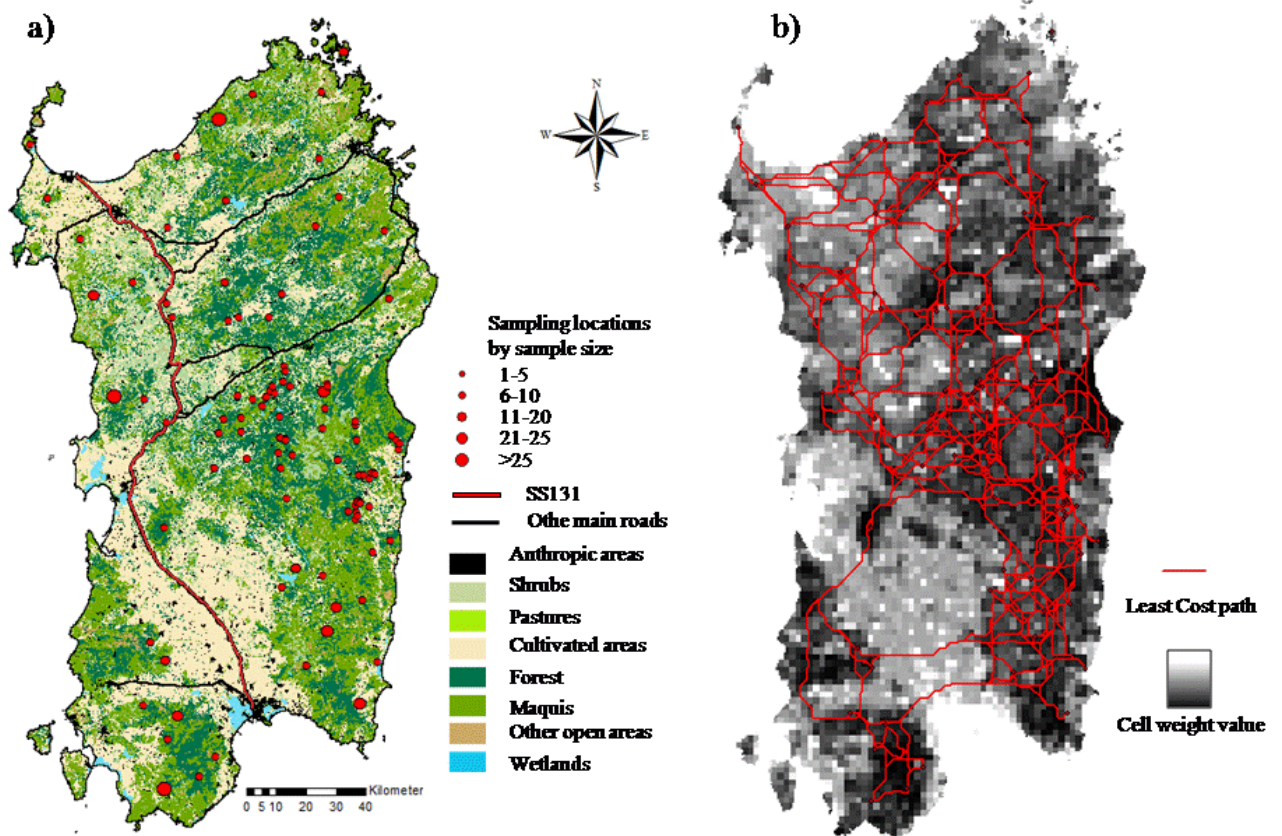 a)
b)
N
W
E
S
Sampling locations
by sample size
1-5
6-10
11-20
21-25
>25
SS131
Othe main roads
Anthropic areas
Shrubs
Pastures
Cultivated areas
Forest
Maquis
Other open areas
Wetlands
Kilometer
0 5 10 20 30 40
Least Cost path
Cell weight value